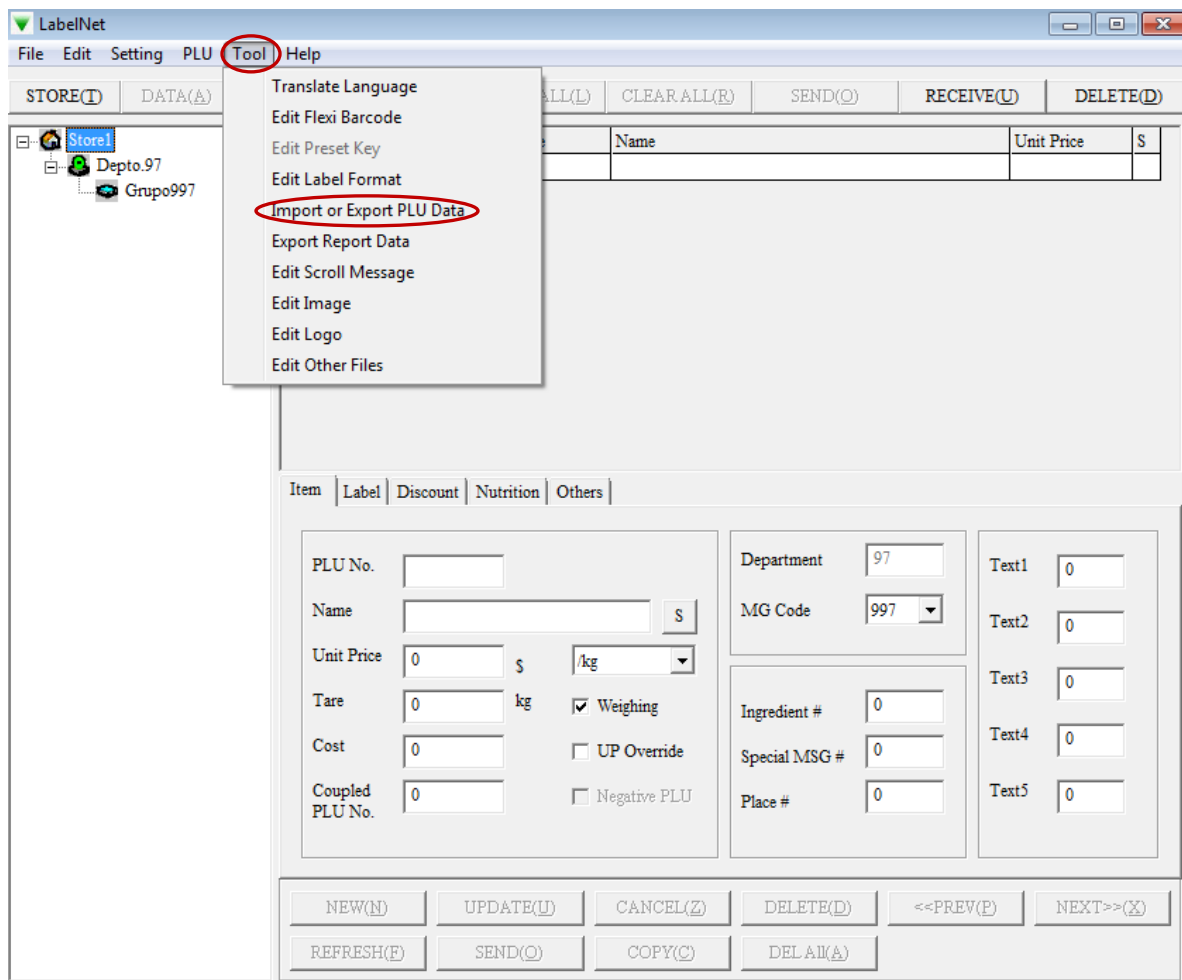 LabelNet
File Edit Setting PLU Tool Help
STORE(T) DATA(A) ALL(L) CLEAR ALL(R) SEND(O) RECEIVE(U) DELETE(D)
Translate Language
Edit Flexi Barcode
Edit Preset Key
Edit Label Format
Import or Export PLU Data
Export Report Data
Edit Scroll Message
Edit Image
Edit Logo
Edit Other Files
Store1
Depto.97
Grupo997
Name Unit Price S
Item Label Discount Nutrition Others
PLU No.
Name S
Unit Price 0 $ /kg
Tare 0 kg Weighing
Cost 0 UP Override
Coupled
PLU No. 0 Negative PLU
Department 97
MG Code 997
Ingredient # 0
Special MSG # 0
Place # 0
Text1 0
Text2 0
Text3 0
Text4 0
Text5 0
NEW(N) UPDATE(U) CANCEL(Z) DELETE(D) <<PREV(P) NEXT>>(X)
REFRESH(F) SEND(O) COPY(C) DEL All(A)